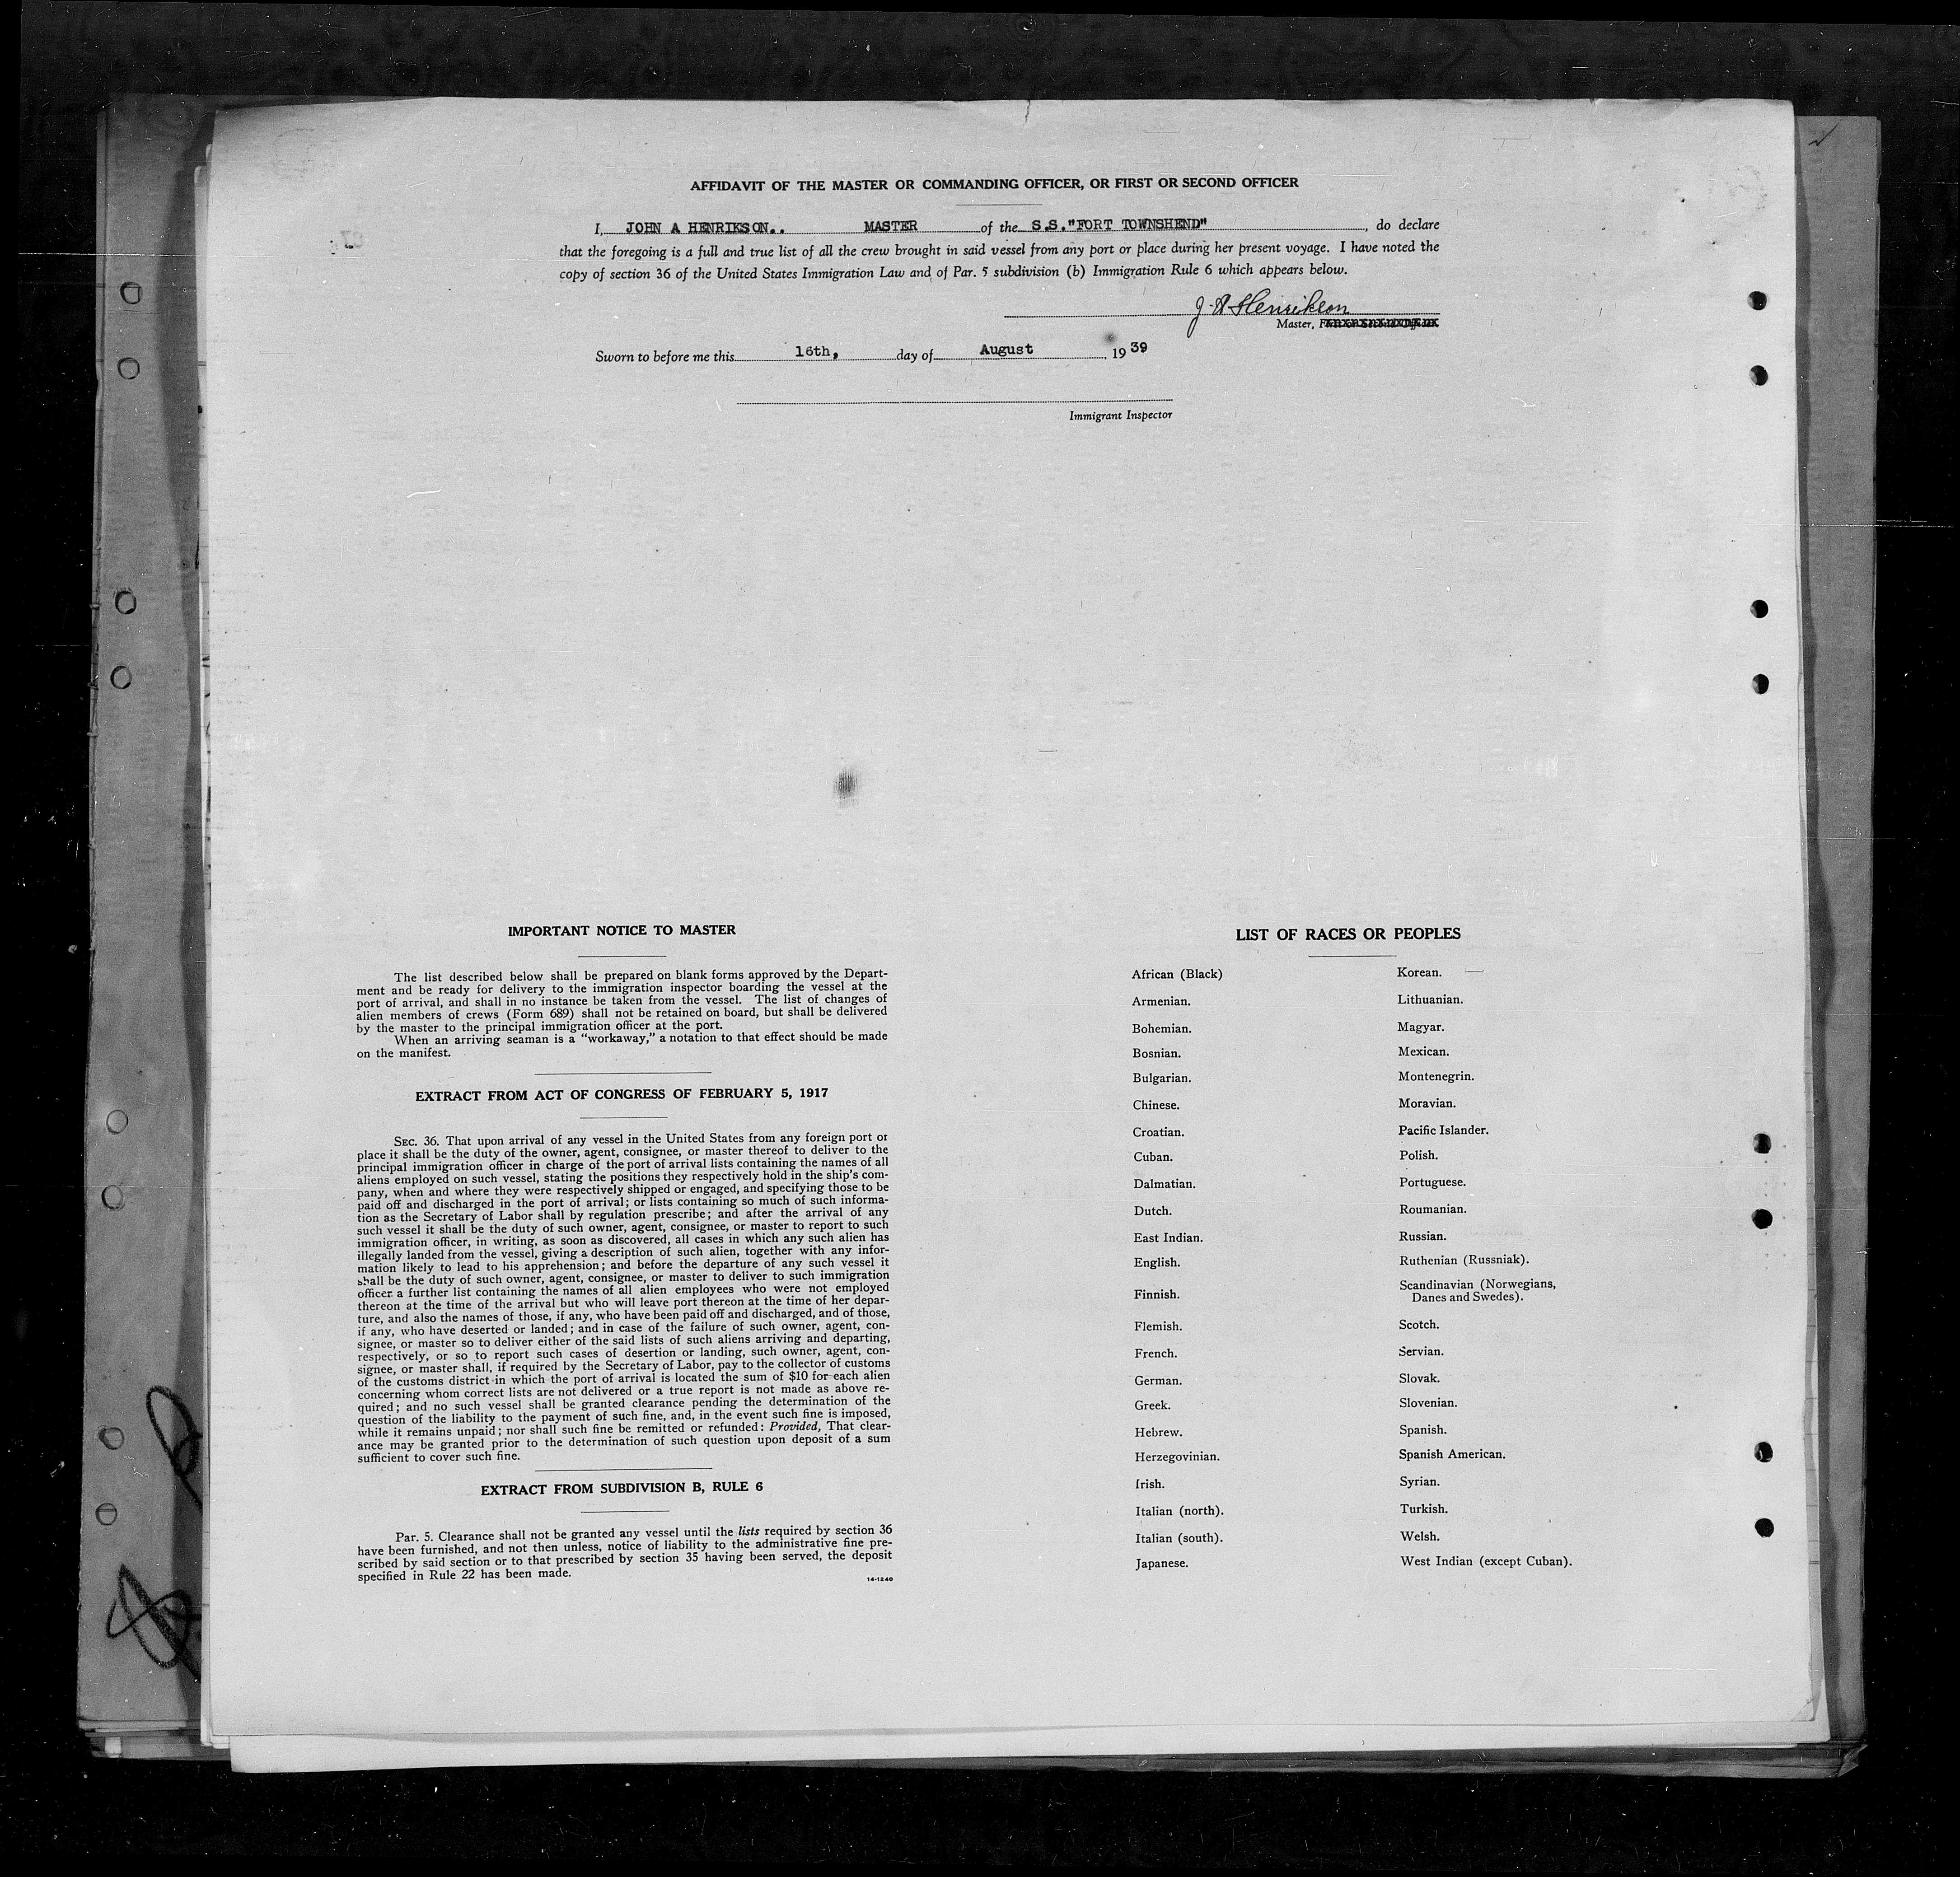 AFFIDAVIT OF THE MASTER OR COMMANDING OFFICER, OR FIRST OR SECOND OFFICER
I, JOHN A HENRIKSON.. MASTER of the S.S."FORT TOWNSHEND", do declare
that the foregoing is a full and true list of all the crew brought in said vessel from any port or place during her present voyage. I have noted the
copy of section 36 of the United States Immigration Law and of Par. 5 subdivision (b) Immigration Rule 6 which appears below.
J. A Henrikson
Master,
Sworn to before me this 16th, day of August, 1939
Immigrant Inspector
IMPORTANT NOTICE TO MASTER
The list described below shall be prepared on blank forms approved by the Depart-
ment and be ready for delivery to the immigration inspector boarding the vessel at the
port of arrival, and shall in no instance be taken from the vessel. The list of changes of
alien members of crews (Form 689) shall not be retained on board, but shall be delivered
by the master to the principal immigration officer at the port.
When an arriving seaman is a "workaway," a notation to that effect should be made
on the manifest.
EXTRACT FROM ACT OF CONGRESS OF FEBRUARY 5, 1917
SEC. 36. That upon arrival of any vessel in the United States from any foreign port or
place it shall be the duty of the owner, agent, consignee, or master thereof to deliver to the
principal immigration officer in charge of the port of arrival lists containing the names of all
aliens employed on such vessel, stating the positions they respectively hold in the ship's com-
pany, when and where they were respectively shipped or engaged, and specifying those to be
paid off and discharged in the port of arrival; or lists containing so much of such informa-
tion as the Secretary of Labor shall by regulation prescribe; and after the arrival of any
such vessel it shall be the duty of such owner, agent, consignee, or master to report to such
immigration officer, in writing, as soon as discovered, all cases in which any such alien has
illegally landed from the vessel, giving a description of such alien, together with any infor-
mation likely to lead to his apprehension; and before the departure of any such vessel it
shall be the duty of such owner, agent, consignee, or master to deliver to such immigration
officer a further list containing the names of all alien employees who were not employed
thereon at the time of the arrival but who will leave port thereon at the time of her depar-
ture, and also the names of those, if any, who have been paid off and discharged, and of those,
if any, who have deserted or landed; and in case of the failure of such owner, agent, con-
signee, or master so to deliver either of the said lists of such aliens arriving and departing,
respectively, or so to report such cases of desertion or landing, such owner, agent, con-
signee, or master shall, if required by the Secretary of Labor, pay to the collector of customs
of the customs district in which the port of arrival is located the sum of $10 for each alien
concerning whom correct lists are not delivered or a true report is not made as above re-
quired; and no such vessel shall be granted clearance pending the determination of the
question of the liability to the payment of such fine, and, in the event such fine is imposed,
while it remains unpaid; nor shall such fine be remitted or refunded: Provided, That clear-
ance may be granted prior to the determination of such question upon deposit of a sum
sufficient to cover such fine.
EXTRACT FROM SUBDIVISION B, RULE 6
Par. 5. Clearance shall not be granted any vessel until the lists required by section 36
have been furnished, and not then unless, notice of liability to the administrative fine pre-
scribed by said section or to that prescribed by section 35 having been served, the deposit
specified in Rule 22 has been made.
14-1240
LIST OF RACES OR PEOPLES
African (Black)
Armenian.
Bohemian.
Bosnian.
Bulgarian.
Chinese.
Croatian.
Cuban.
Dalmatian.
Dutch.
East Indian.
English.
Finnish.
Flemish.
French.
German.
Greek.
Hebrew.
Herzegovinian.
Irish.
Italian (north).
Italian (south).
Japanese.
Korean.
Lithuanian.
Magyar.
Mexican.
Montenegrin.
Moravian.
Pacific Islander.
Polish.
Portuguese.
Roumanian.
Russian.
Ruthenian (Russniak).
Scandinavian (Norwegians,
Danes and Swedes).
Scotch.
Servian.
Slovak.
Slovenian.
Spanish.
Spanish American.
Syrian.
Turkish.
Welsh.
West Indian (except Cuban).